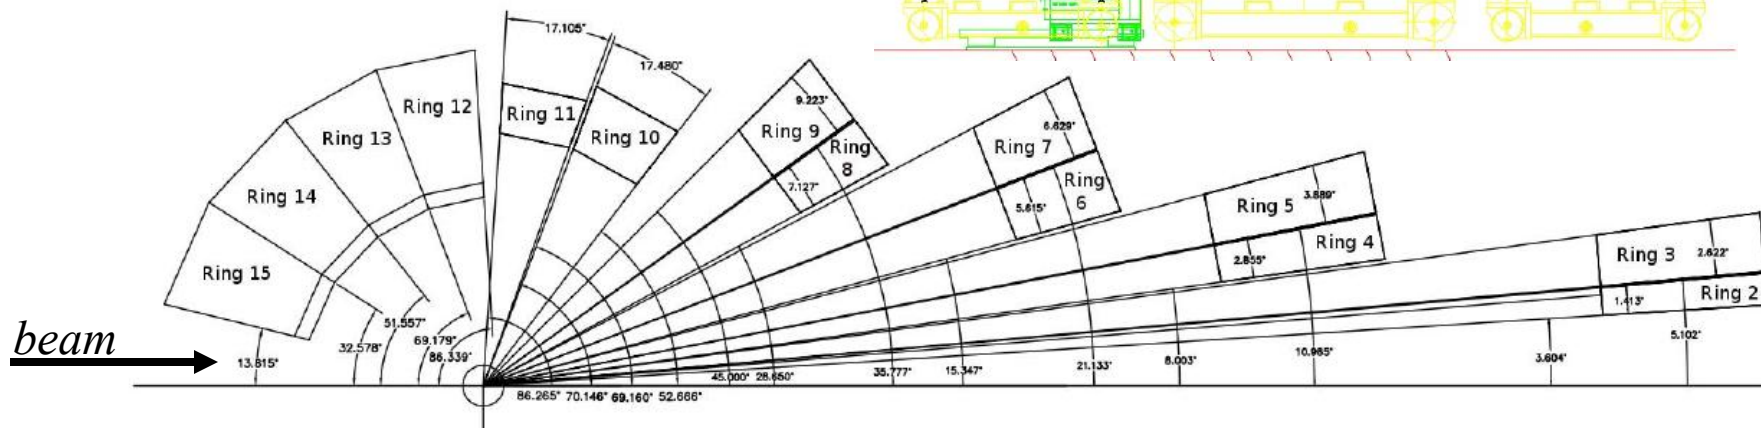 17.105°
17.480°
Ring 12
Ring 11
Ring 10
9.223°
Ring 9
Ring
8
7.127°
6.629°
Ring 7
Ring
6
5.615°
Ring 13
Ring 14
Ring 15
3.889°
Ring 5
Ring 4
2.855°
Ring 3
2.622°
1.413°
Ring 2
beam
13.815°
32.578°
51.557°
69.179°
86.339°
86.265°
70.146°
69.160°
52.666°
45.000°
28.650°
35.777°
15.347°
21.133°
8.003°
10.985°
3.604°
5.102°